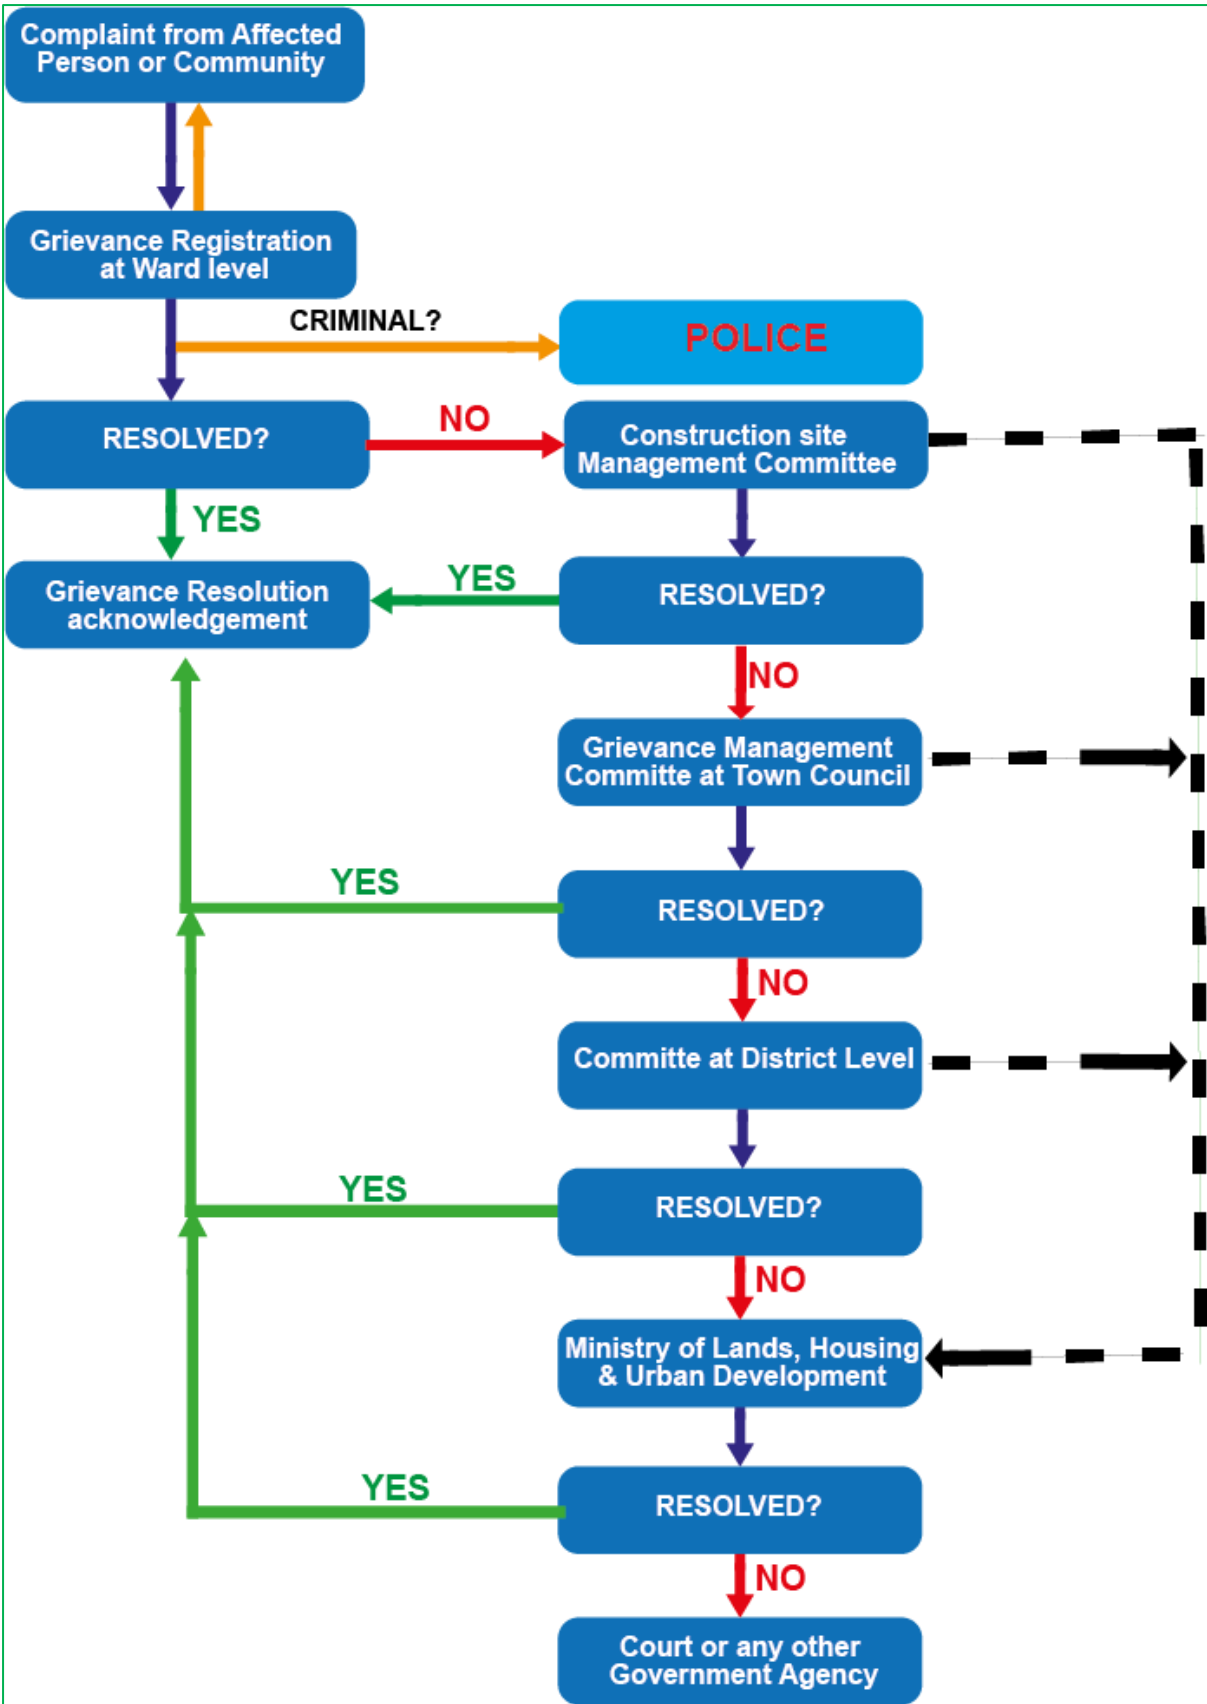 Complaint from Affected
Person or Community
Grievance Registration
at Ward level
CRIMINAL?
POLICE
RESOLVED?
NO
Construction site
Management Committee
YES
Grievance Resolution
acknowledgement
YES
RESOLVED?
NO
Grievance Management
Committe at Town Council
YES
RESOLVED?
NO
Committe at District Level
YES
RESOLVED?
NO
Ministry of Lands, Housing
& Urban Development
YES
RESOLVED?
NO
Court or any other
Government Agency